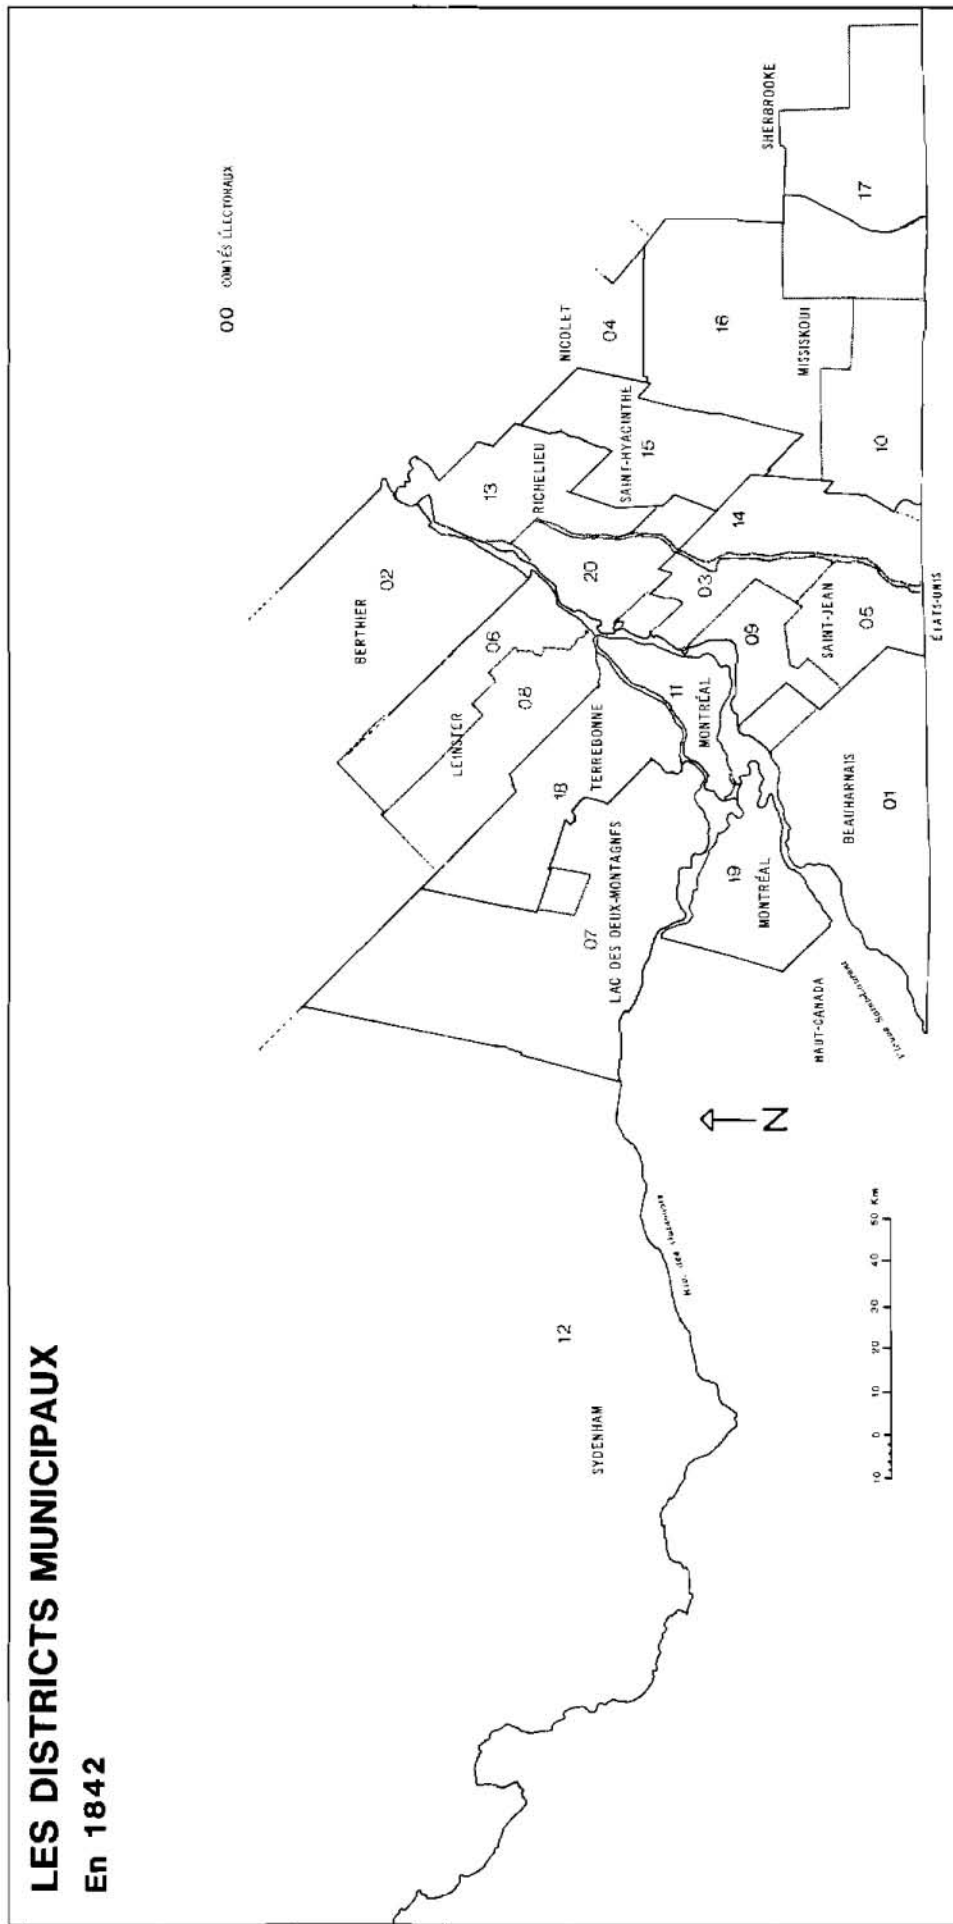 LES DISTRICTS MUNICIPAUX
En 1842
00 COMTÉS ÉLECTORAUX
SYDENHAM
12
BERTHIER
02
06
LEINSTER
08
18
TERREBONNE
07
LAC DES DEUX-MONTAGNES
11
MONTRÉAL
19
MONTRÉAL
13
RICHELIEU
20
NICOLET
04
SAINT-HYACINTHE
15
16
SHERBROOKE
17
MISSISKOUI
10
14
03
09
SAINT-JEAN
05
BEAUHARNAIS
01
ÉTATS-UNIS
HAUT-CANADA
Fleuve Saint-Laurent
N
10 0 10 20 30 40 50 Km